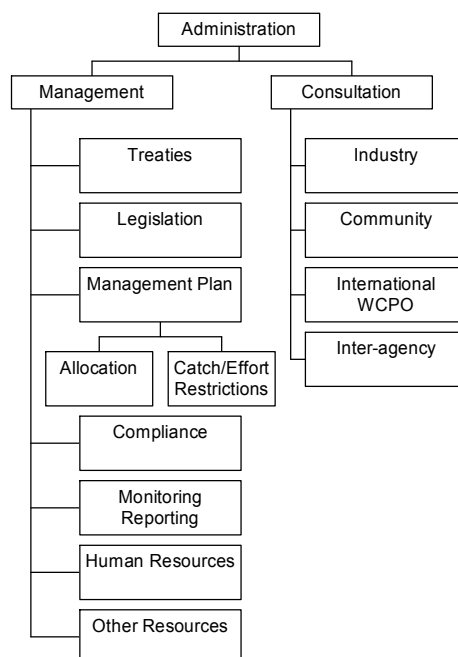 Administration
Management
Consultation
Treaties
Industry
Legislation
Community
Management Plan
International
WCPO
Allocation
Catch/Effort
Restrictions
Inter-agency
Compliance
Monitoring
Reporting
Human Resources
Other Resources